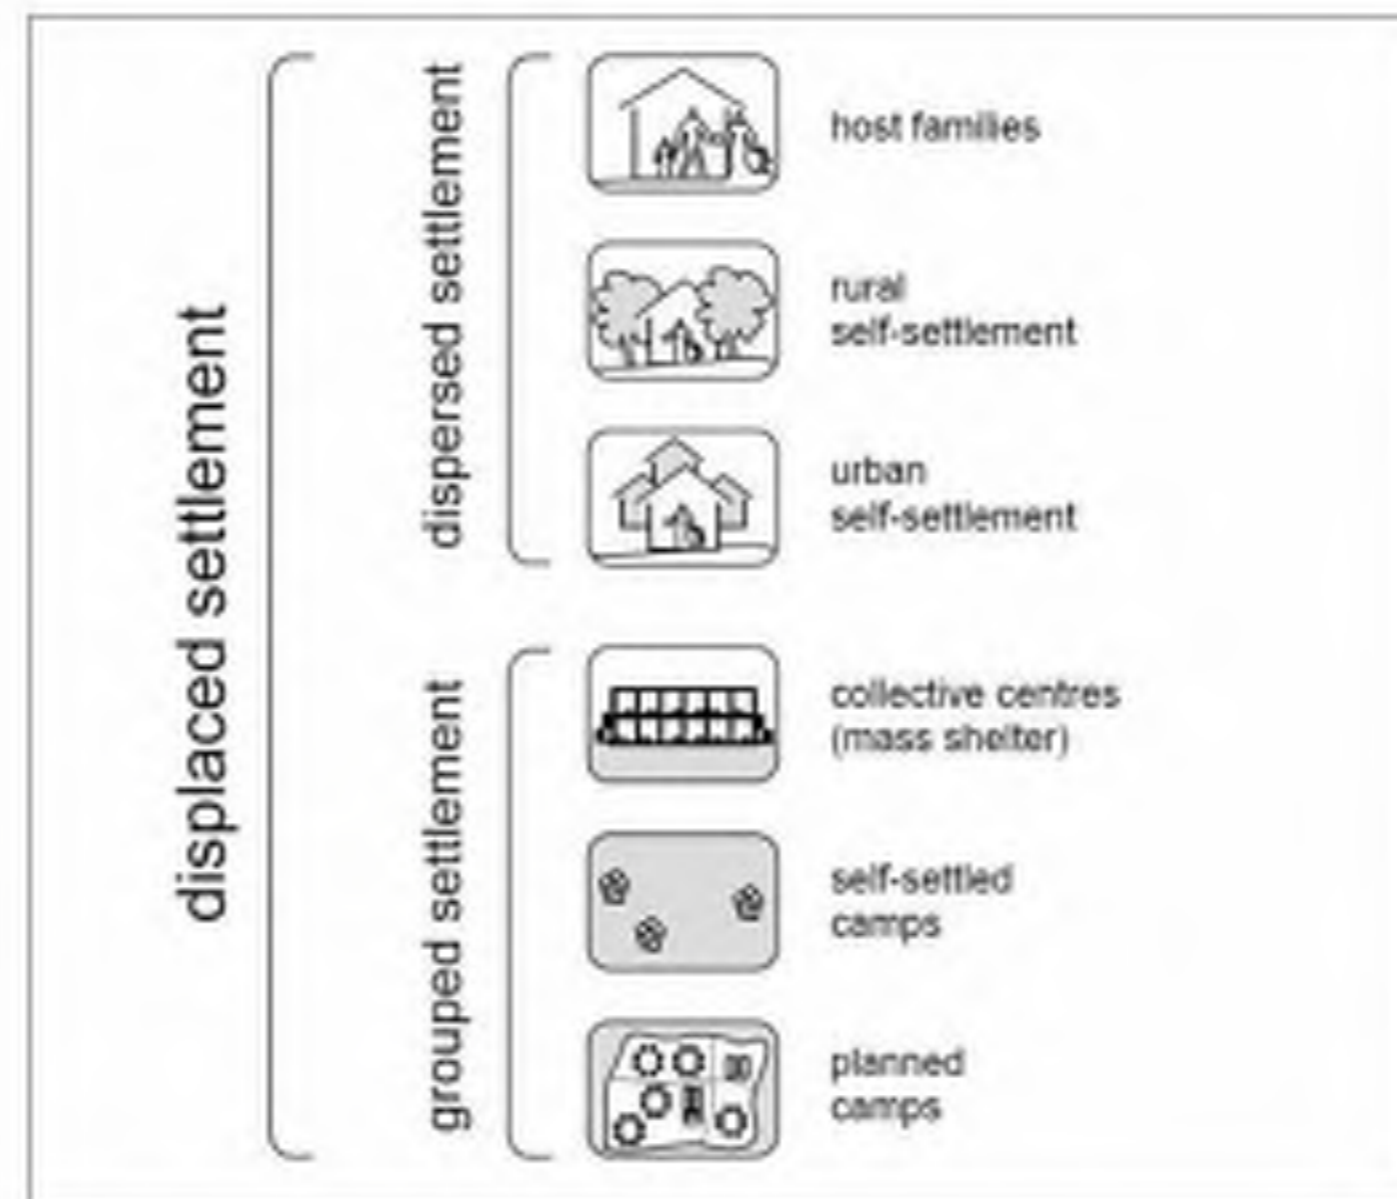 displaced settlement
dispersed settlement
host families
rural
self-settlement
urban
self-settlement
grouped settlement
collective centres
(mass shelter)
self-settled
camps
planned
camps